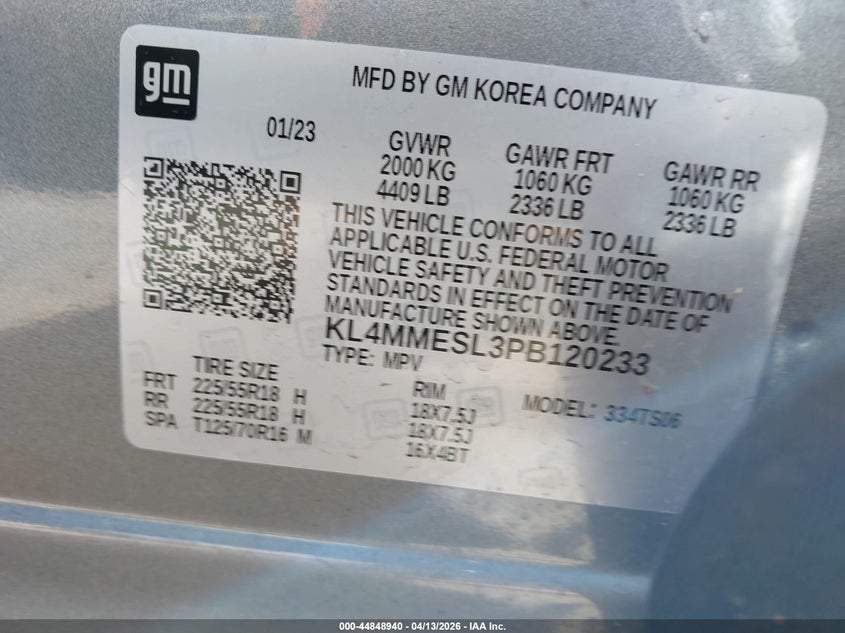 gm
MFD BY GM KOREA COMPANY
01/23
GVWR
2000 KG
4409 LB
GAWR FRT
1060 KG
2336 LB
GAWR RR
1060 KG
2336 LB
THIS VEHICLE CONFORMS TO ALL
APPLICABLE U.S. FEDERAL MOTOR
VEHICLE SAFETY AND THEFT PREVENTION
STANDARDS IN EFFECT ON THE DATE OF
MANUFACTURE SHOWN ABOVE.
KL4MMESL3PB120233
TYPE: MPV
MODEL: 334TS06
TIRE SIZE RIM
FRT 225/55R18 H 18X7.5J
RR 225/55R18 H 18X7.5J
SPA T125/70R16 M 16X4BT
000-44848940 - 04/13/2026 - IAA Inc.